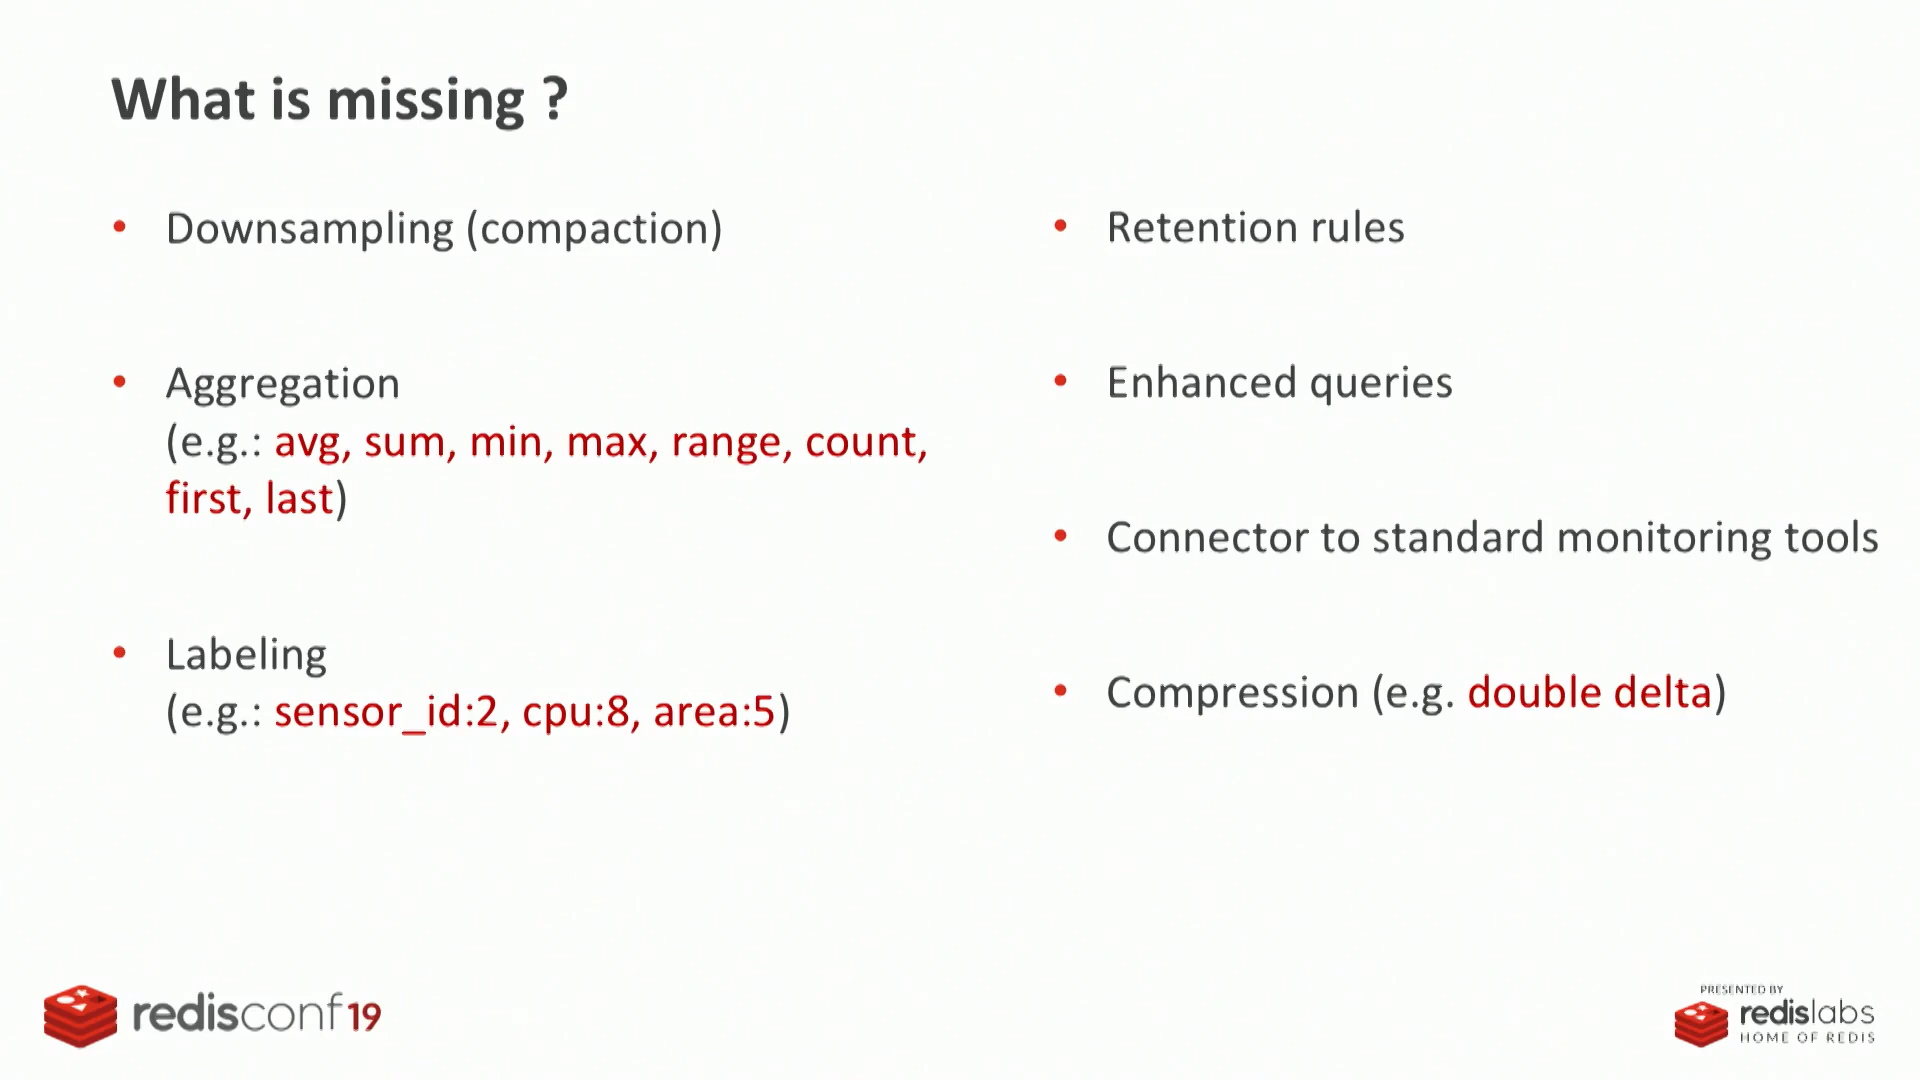 What is missing ?
• Downsampling (compaction)
• Aggregation
(e.g.: avg, sum, min, max, range, count,
first, last)
• Labeling
(e.g.: sensor_id:2, cpu:8, area:5)
• Retention rules
• Enhanced queries
• Connector to standard monitoring tools
• Compression (e.g. double delta)
redisconf19
PRESENTED BY
redislabs
HOME OF REDIS